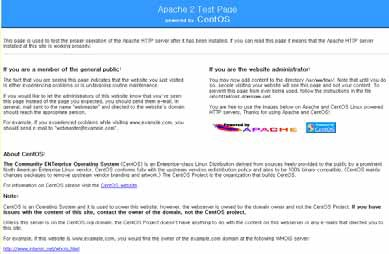 Apache 2 Test Page
powered by CentOS
This page is used to test the proper operation of the Apache HTTP server after it has been installed. If you can read this page it means that the Apache HTTP server
installed at this site is working properly.
If you are a member of the general public:
The fact that you are seeing this page indicates that the website you just visited
is either experiencing problems or is undergoing routine maintenance.
If you would like to let the administrators of this website know that you've seen
this page instead of the page you expected, you should send them e-mail. In
general, mail sent to the name "webmaster" and directed to the website's domain
should reach the appropriate person.
For example, if you experienced problems while visiting www.example.com, you
should send e-mail to "webmaster@example.com".
If you are the website administrator:
You may now add content to the directory /var/www/html/. Note that until you do
so, people visiting your website will see this page and not your content. To
prevent this page from ever being used, follow the instructions in the file
/etc/httpd/conf.d/welcome.conf.
You are free to use the images below on Apache and CentOS Linux powered
HTTP servers. Thanks for using Apache and CentOS!
Powered by
APACHE
CentOS
About CentOS:
The Community ENTerprise Operating System (CentOS) is an Enterprise-class Linux Distribution derived from sources freely provided to the public by a prominent
North American Enterprise Linux vendor. CentOS conforms fully with the upstream vendors redistribution policy and aims to be 100% binary compatible. (CentOS mainly
changes packages to remove upstream vendor branding and artwork.) The CentOS Project is the organization that builds CentOS.
For information on CentOS please visit the CentOS website.
Note:
CentOS is an Operating System and it is used to power this website; however, the webserver is owned by the domain owner and not the CentOS Project. If you have
issues with the content of this site, contact the owner of the domain, not the CentOS project.
Unless this server is on the CentOS.org domain, the CentOS Project doesn't have anything to do with the content on this webserver or any e-mails that directed you to
this site.
For example, if this website is www.example.com, you would find the owner of the example.com domain at the following WHOIS server:
http://www.internic.net/whois.html